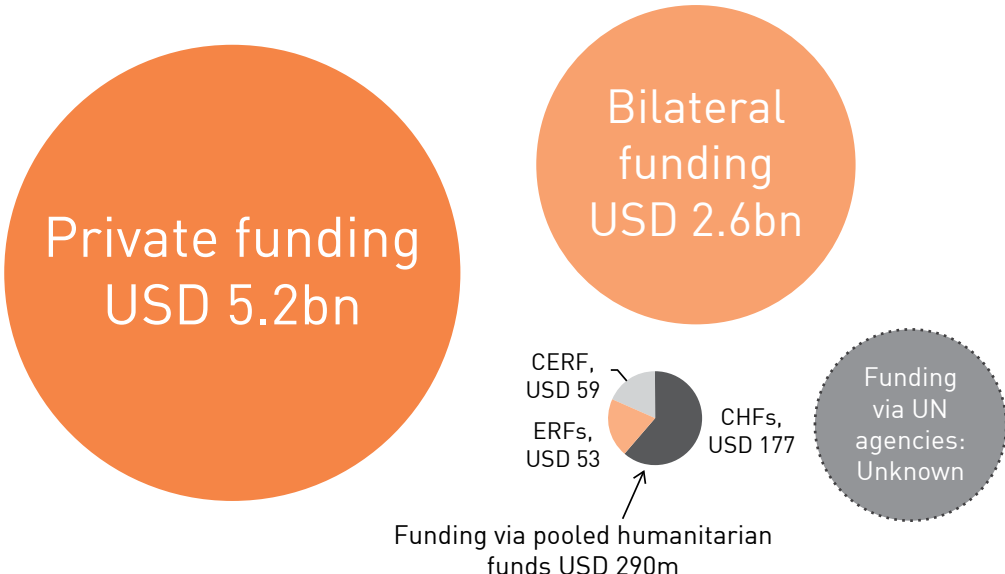 Private funding
USD 5.2bn
Bilateral
funding
USD 2.6bn
CERF,
USD 59
ERFs,
USD 53
CHFs,
USD 177
Funding
via UN
agencies:
Unknown
Funding via pooled humanitarian
funds USD 290m